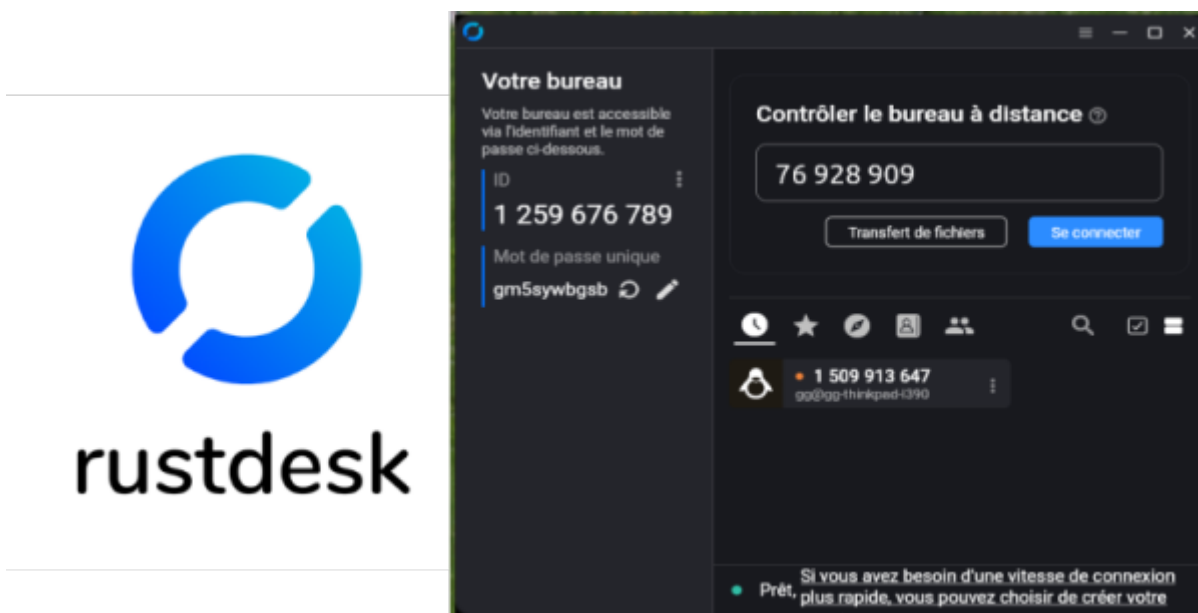 rustdesk
Votre bureau
Votre bureau est accessible
via l'identifiant et le mot de
passe ci-dessous.
ID
1 259 676 789
Mot de passe unique
gm5sywbgsb
Contrôler le bureau à distance
76 928 909
Transfert de fichiers
Se connecter
1 509 913 647
gg@gg-thinkpad-l390
Prêt, Si vous avez besoin d'une vitesse de connexion
plus rapide, vous pouvez choisir de créer votre